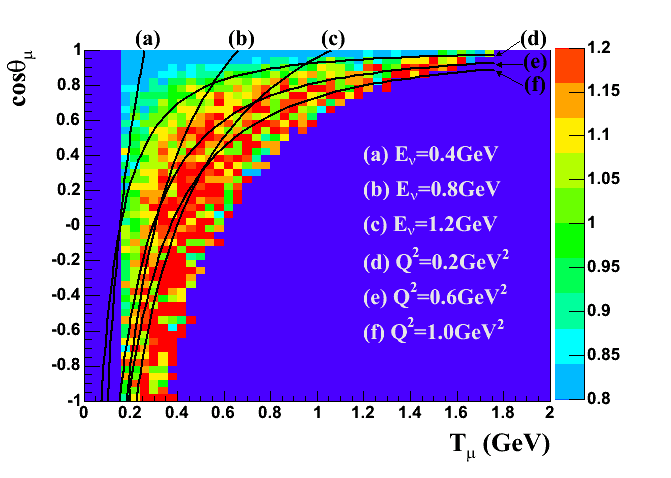 (a) (b) (c) (d)
(e)
(f)
cosθμ
1
0.8
0.6
0.4
0.2
-0
-0.2
-0.4
-0.6
-0.8
-1
(a) Eν=0.4GeV
(b) Eν=0.8GeV
(c) Eν=1.2GeV
(d) Q²=0.2GeV²
(e) Q²=0.6GeV²
(f) Q²=1.0GeV²
0 0.2 0.4 0.6 0.8 1 1.2 1.4 1.6 1.8 2
Tμ (GeV)
1.2
1.15
1.1
1.05
1
0.95
0.9
0.85
0.8